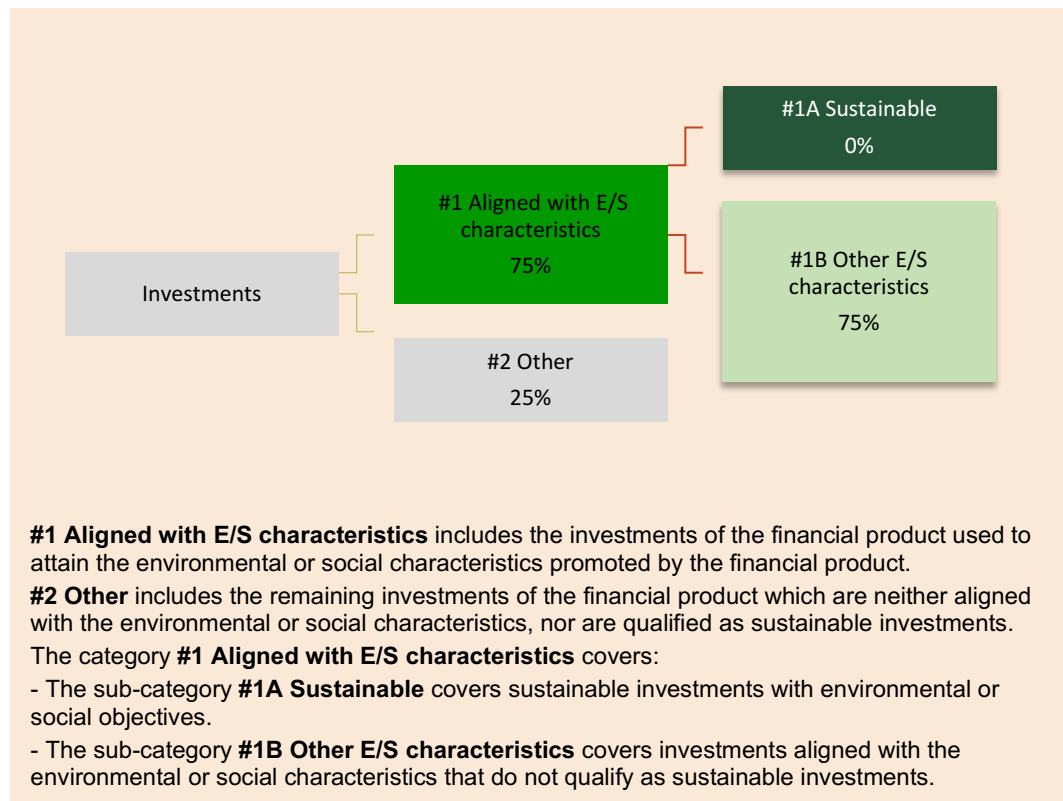 #1A Sustainable
0%
#1 Aligned with E/S
characteristics
75%
#1B Other E/S
characteristics
75%
Investments
#2 Other
25%
#1 Aligned with E/S characteristics includes the investments of the financial product used to
attain the environmental or social characteristics promoted by the financial product.
#2 Other includes the remaining investments of the financial product which are neither aligned
with the environmental or social characteristics, nor are qualified as sustainable investments.
The category #1 Aligned with E/S characteristics covers:
- The sub-category #1A Sustainable covers sustainable investments with environmental or
social objectives.
- The sub-category #1B Other E/S characteristics covers investments aligned with the
environmental or social characteristics that do not qualify as sustainable investments.